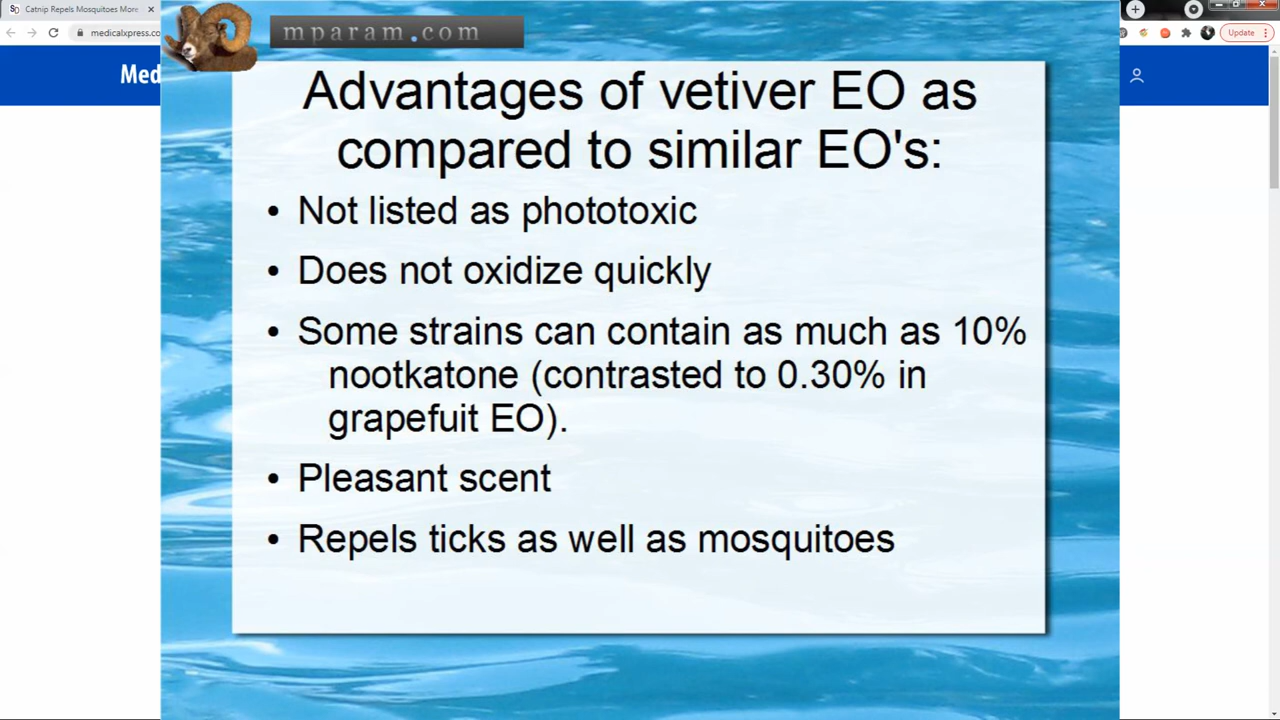 Catnip Repels Mosquitoes More
medicalxpress.co
Update
Med
mparam.com
Advantages of vetiver EO as
compared to similar EO's:
• Not listed as phototoxic
• Does not oxidize quickly
• Some strains can contain as much as 10%
nootkatone (contrasted to 0.30% in
grapefuit EO).
• Pleasant scent
• Repels ticks as well as mosquitoes